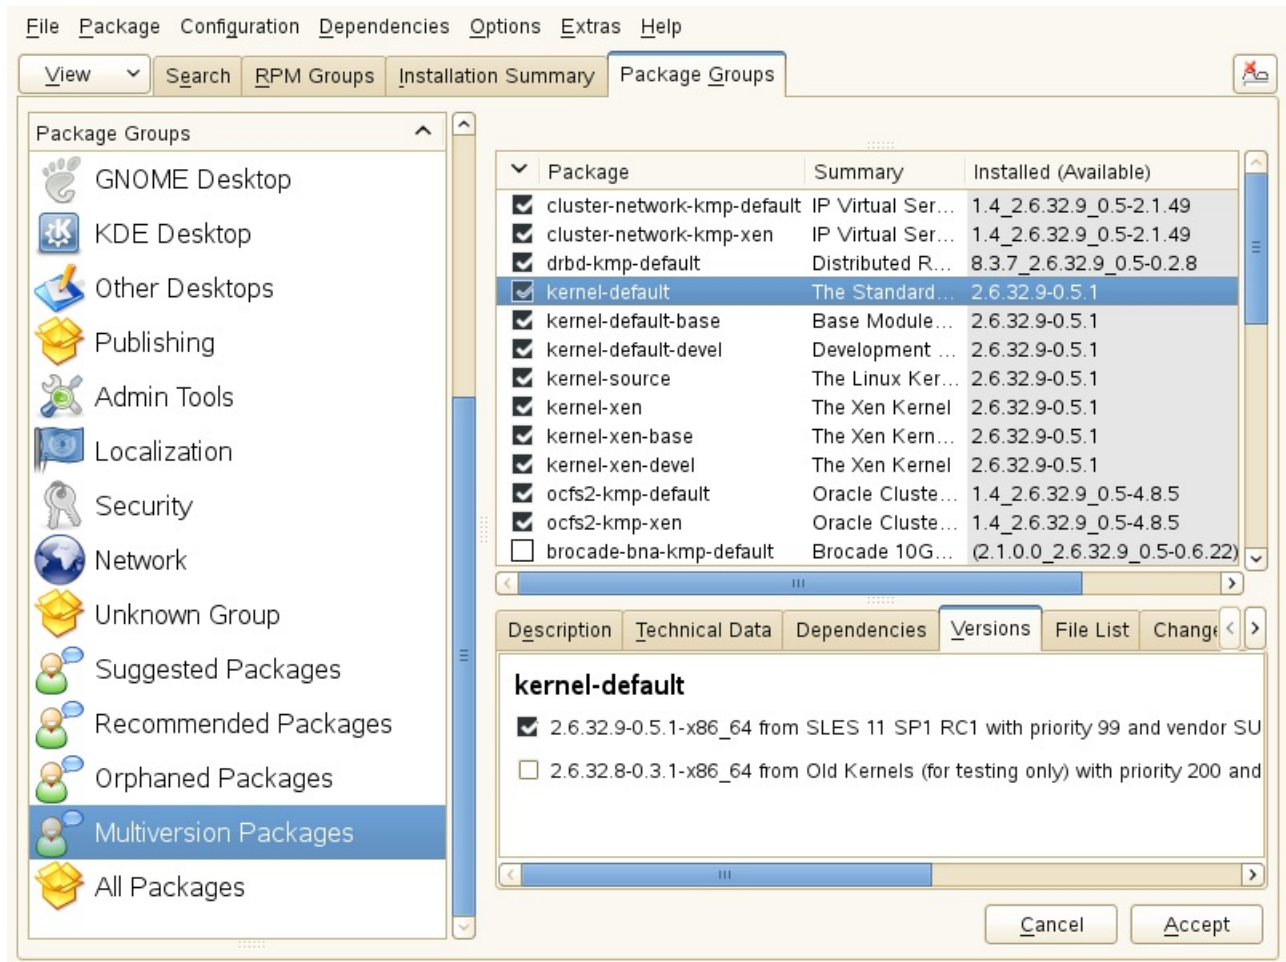 File Package Configuration Dependencies Options Extras Help
View Search RPM Groups Installation Summary Package Groups
Package Groups
GNOME Desktop
KDE Desktop
Other Desktops
Publishing
Admin Tools
Localization
Security
Network
Unknown Group
Suggested Packages
Recommended Packages
Orphaned Packages
Multiversion Packages
All Packages
Package Summary Installed (Available)
cluster-network-kmp-default IP Virtual Ser... 1.4_2.6.32.9_0.5-2.1.49
cluster-network-kmp-xen IP Virtual Ser... 1.4_2.6.32.9_0.5-2.1.49
drbd-kmp-default Distributed R... 8.3.7_2.6.32.9_0.5-0.2.8
kernel-default The Standard... 2.6.32.9-0.5.1
kernel-default-base Base Module... 2.6.32.9-0.5.1
kernel-default-devel Development ... 2.6.32.9-0.5.1
kernel-source The Linux Ker... 2.6.32.9-0.5.1
kernel-xen The Xen Kernel 2.6.32.9-0.5.1
kernel-xen-base The Xen Kern... 2.6.32.9-0.5.1
kernel-xen-devel The Xen Kernel 2.6.32.9-0.5.1
ocfs2-kmp-default Oracle Cluste... 1.4_2.6.32.9_0.5-4.8.5
ocfs2-kmp-xen Oracle Cluste... 1.4_2.6.32.9_0.5-4.8.5
brocade-bna-kmp-default Brocade 10G... (2.1.0.0_2.6.32.9_0.5-0.6.22)
Description Technical Data Dependencies Versions File List Change
kernel-default
2.6.32.9-0.5.1-x86_64 from SLES 11 SP1 RC1 with priority 99 and vendor SU
2.6.32.8-0.3.1-x86_64 from Old Kernels (for testing only) with priority 200 and
Cancel Accept